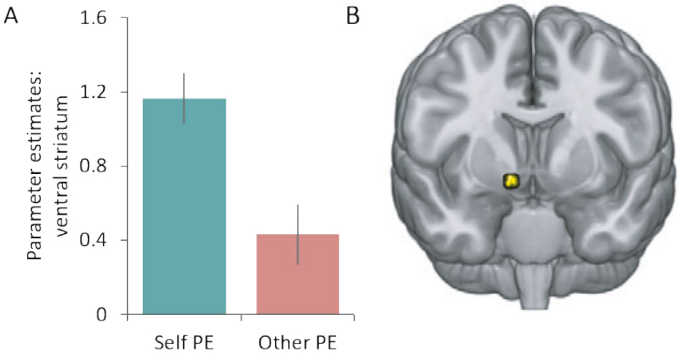 A
B
Parameter estimates:
ventral striatum
1.6
1.2
0.8
0.4
0
Self PE
Other PE